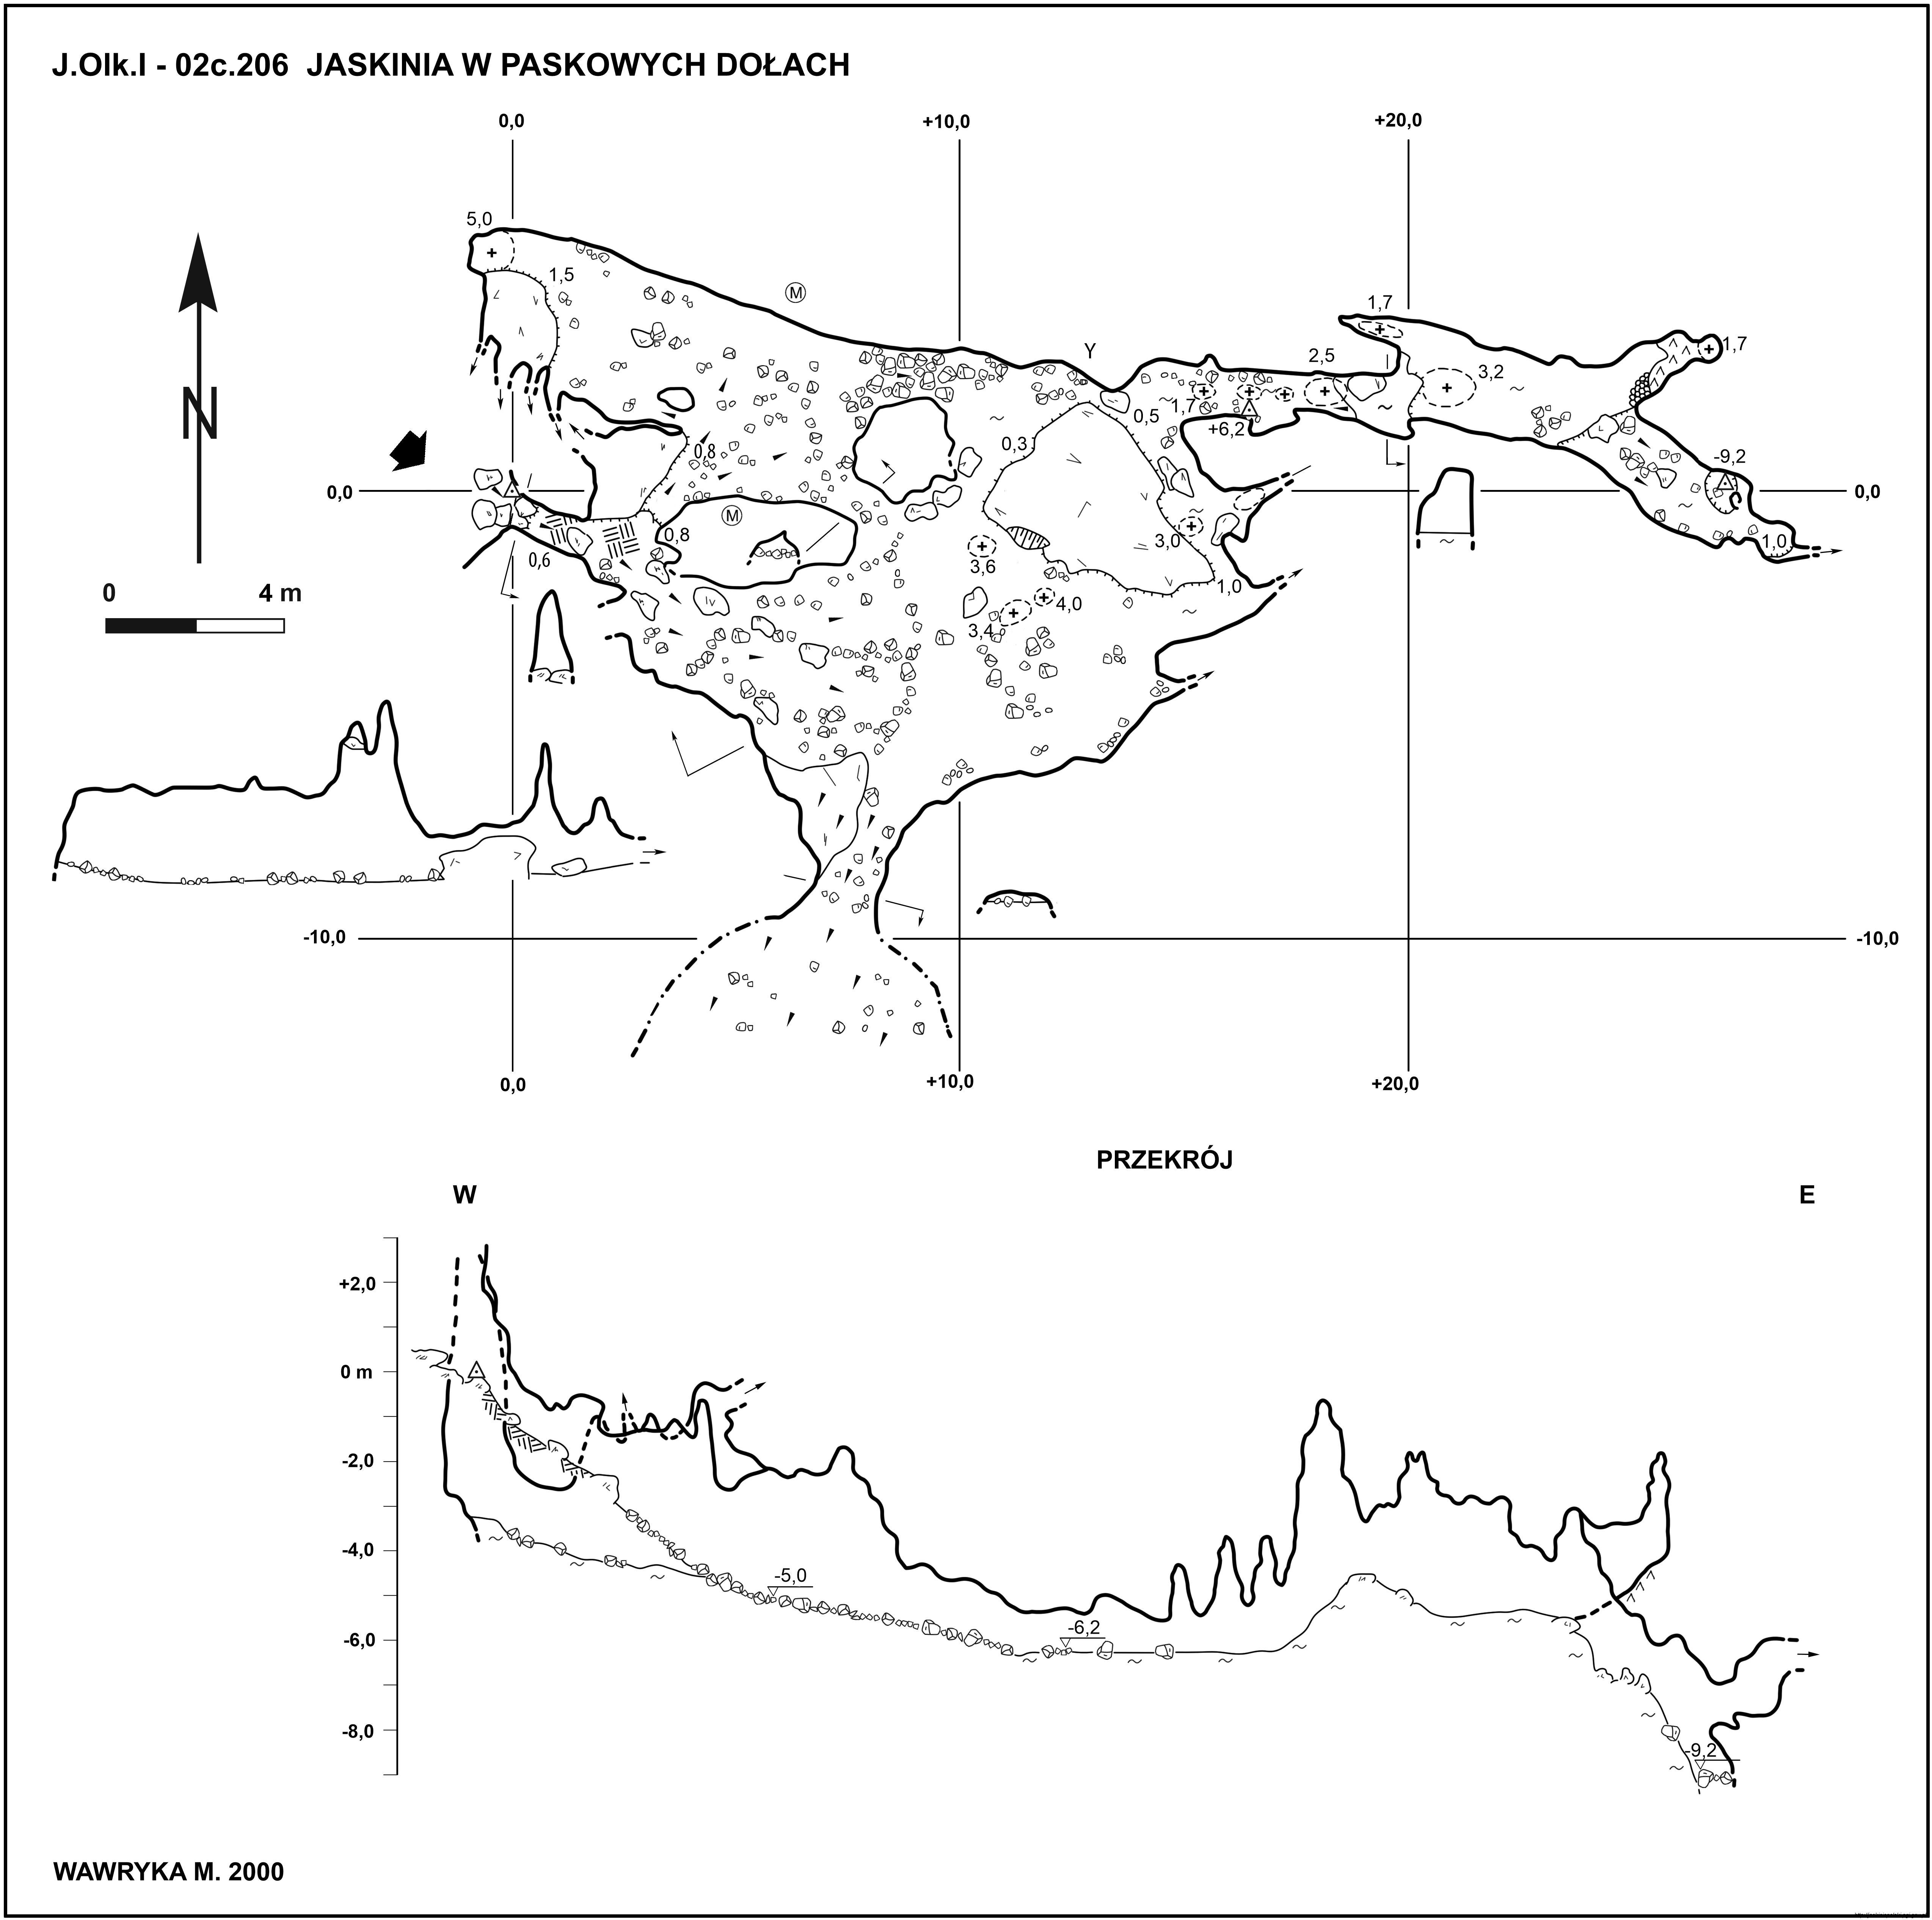 J.Olk.I - 02c.206 JASKINIA W PASKOWYCH DOŁACH
0,0 +10,0 +20,0
5,0
1,5
M
1,7
1,7
Y
2,5
3,2
1,7
0,5
+6,2
N
0,8
0,3
-9,2
0,0
0,0
M
0,8
3,0
1,0
0,6
3,6
1,0
0 4 m
4,0
3,4
-10,0
-10,0
0,0 +10,0 +20,0
PRZEKRÓJ
W E
+2,0
0 m
-2,0
-4,0
-5,0
-6,2
-6,0
-8,0
-9,2
WAWRYKA M. 2000